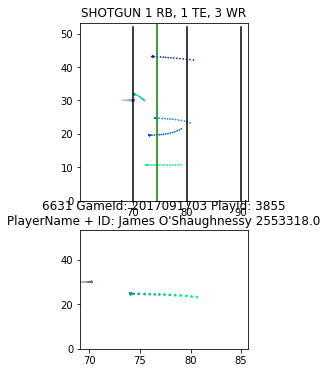 SHOTGUN 1 RB, 1 TE, 3 WR
50
40
30
20
10
0
70 80 90
6631 GameId: 2017091703 PlayId: 3855
PlayerName + ID: James O'Shaughnessy 2553318.0
40
20
0
70 75 80 85